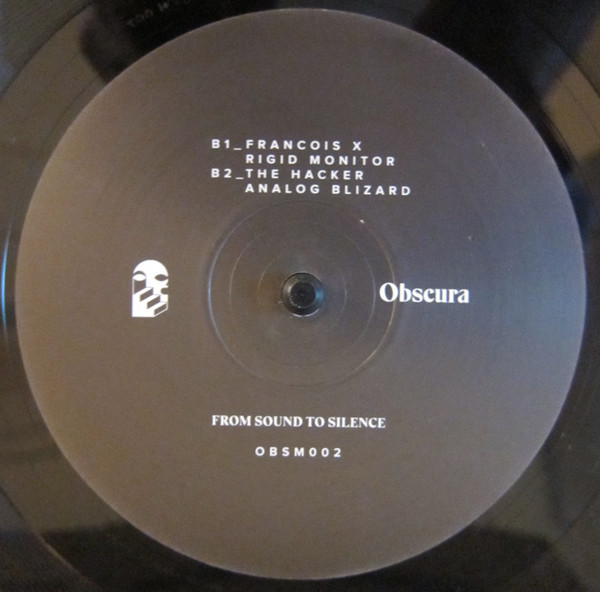 B1_FRANCOIS X
RIGID MONITOR
B2_THE HACKER
ANALOG BLIZARD
Obscura
FROM SOUND TO SILENCE
OBSM002